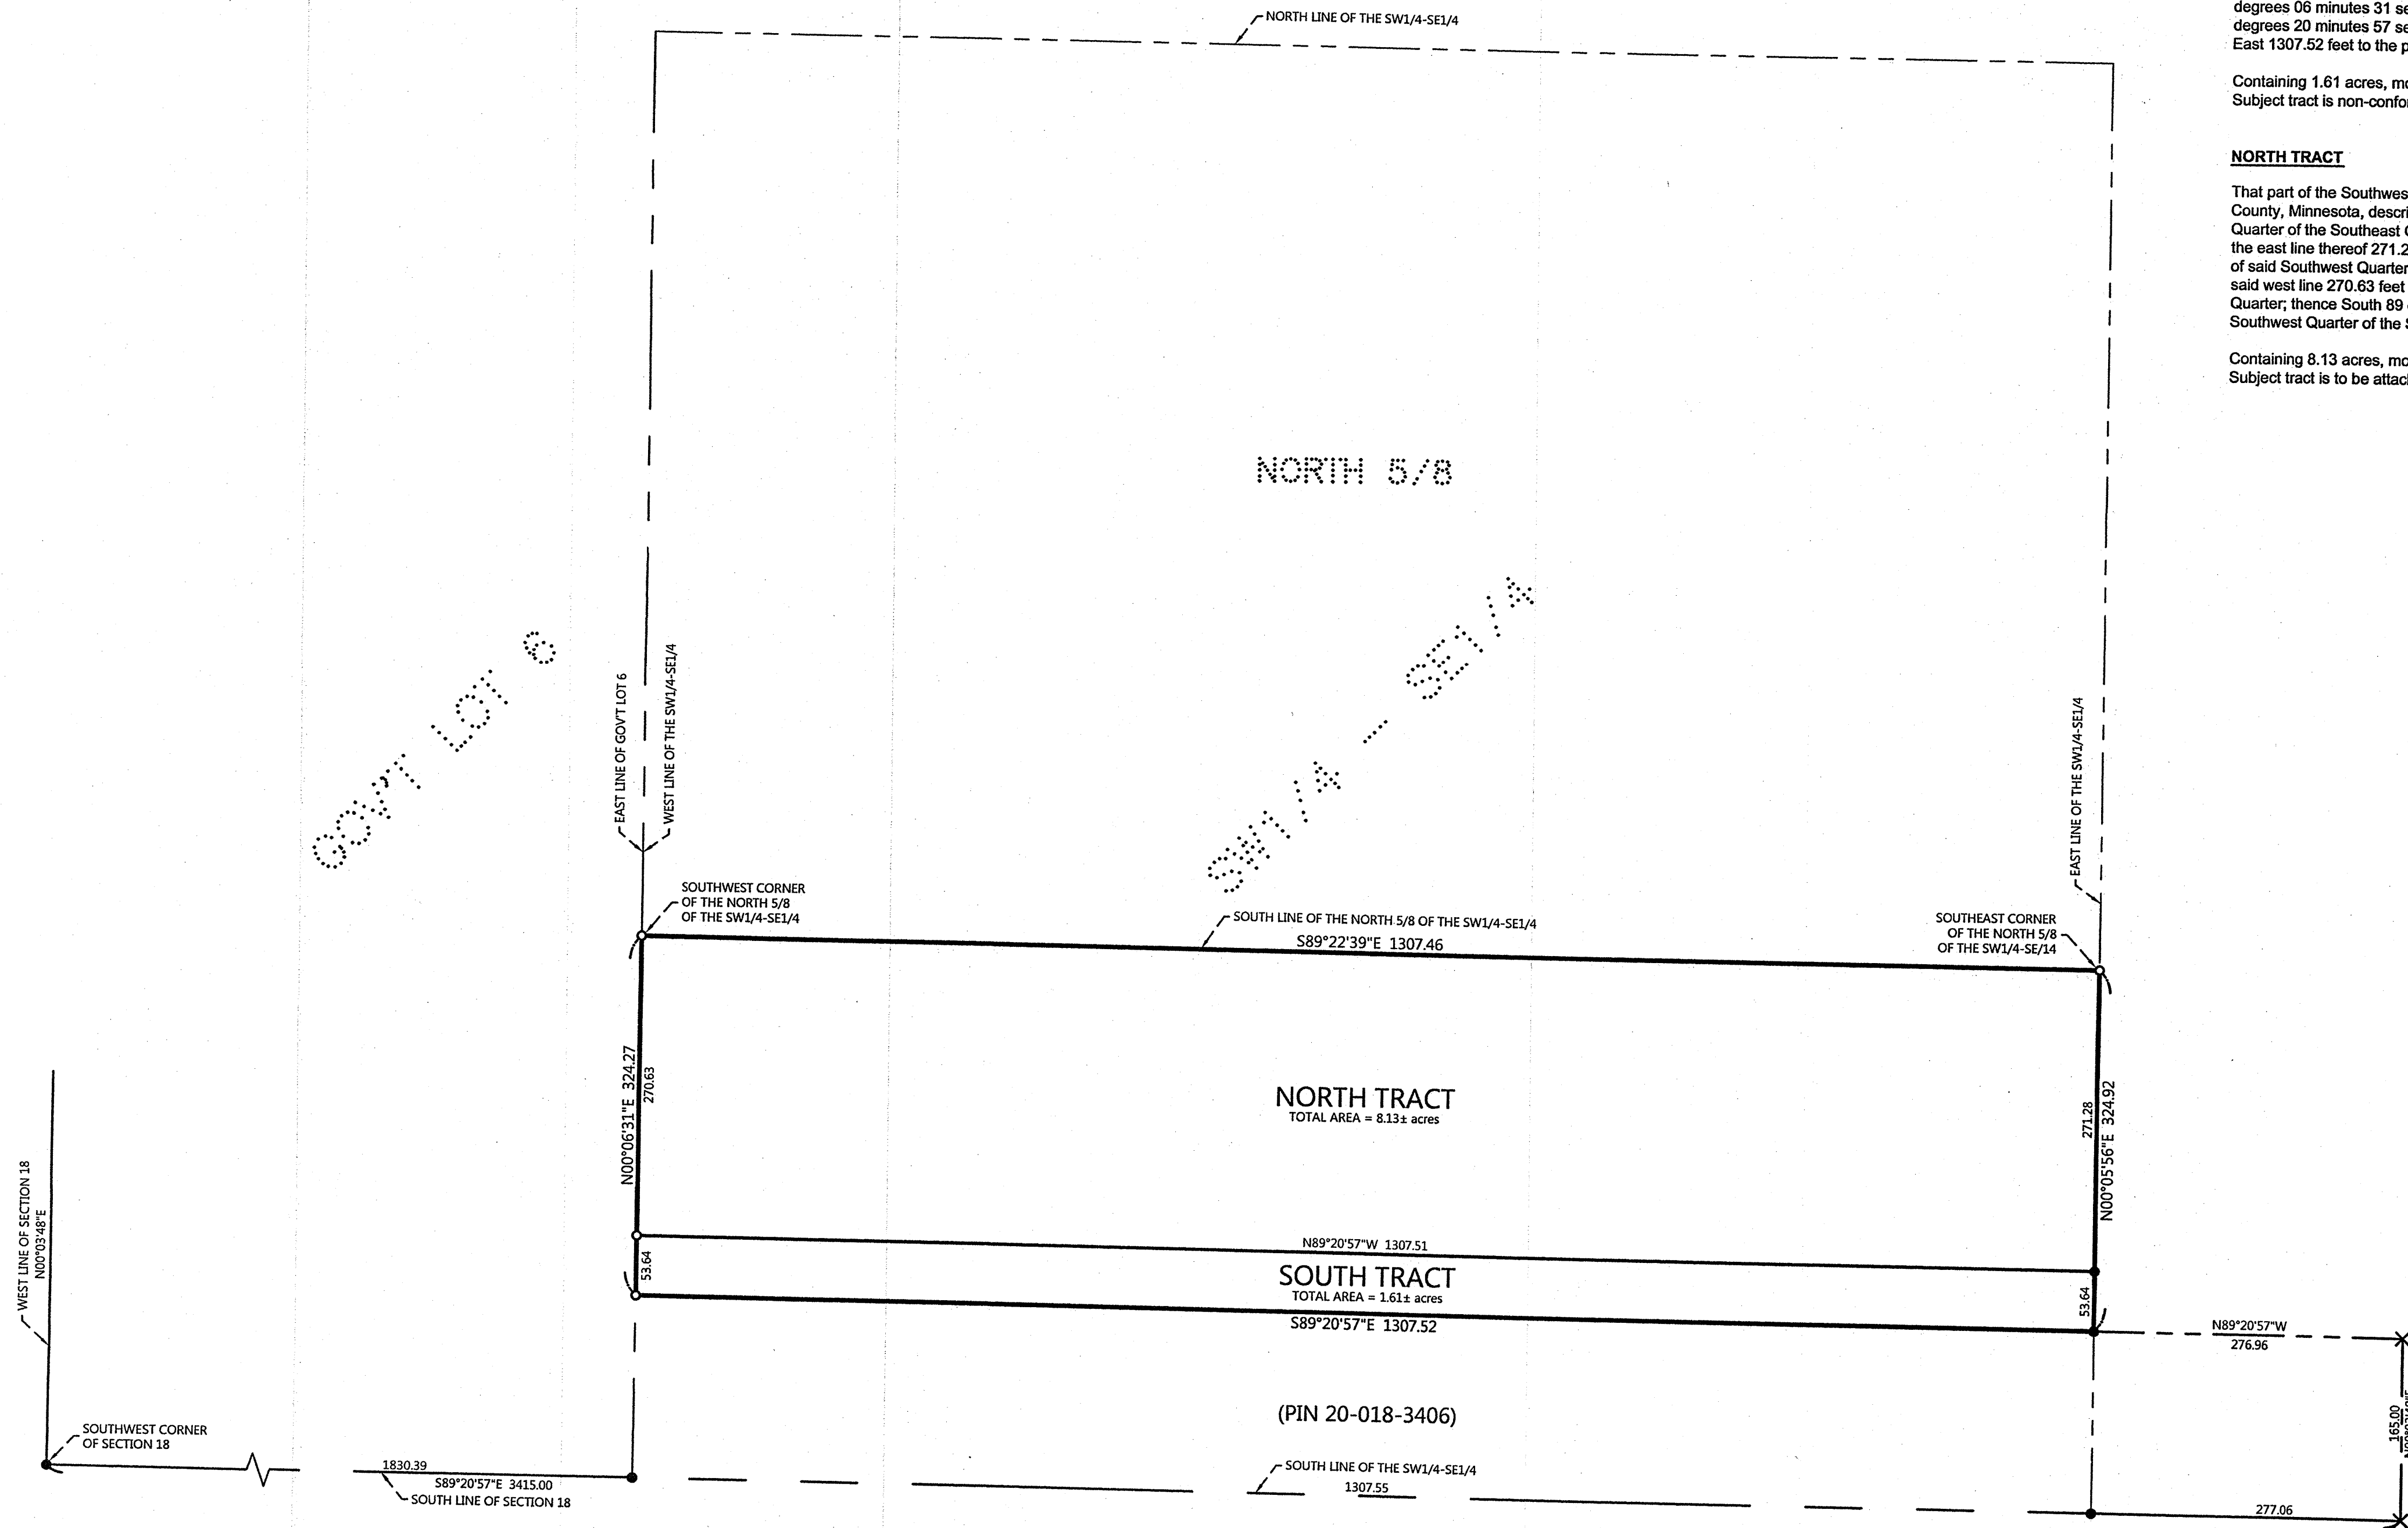 NORTH LINE OF THE SW1/4-SE1/4
degrees 06 minutes 31 se
degrees 20 minutes 57 se
East 1307.52 feet to the p
Containing 1.61 acres, mo
Subject tract is non-confo
NORTH TRACT
That part of the Southwes
County, Minnesota, descri
Quarter of the Southeast
the east line thereof 271.2
of said Southwest Quarter
said west line 270.63 feet
Quarter; thence South 89
Southwest Quarter of the
Containing 8.13 acres, mo
Subject tract is to be attac
NORTH 5/8
GOV'T LOT 6
SW1/4 - SE1/4
EAST LINE OF GOV'T LOT 6
WEST LINE OF THE SW1/4-SE1/4
EAST LINE OF THE SW1/4-SE1/4
SOUTHWEST CORNER
OF THE NORTH 5/8
OF THE SW1/4-SE1/4
SOUTH LINE OF THE NORTH 5/8 OF THE SW1/4-SE1/4
S89°22'39"E 1307.46
SOUTHEAST CORNER
OF THE NORTH 5/8
OF THE SW1/4-SE/14
N00°06'31"E 324.27
270.63
NORTH TRACT
TOTAL AREA = 8.13± acres
271.28
N00°05'56"E 324.92
WEST LINE OF SECTION 18
N00°03'48"E
N89°20'57"W 1307.51
53.64
SOUTH TRACT
TOTAL AREA = 1.61± acres
53.64
S89°20'57"E 1307.52
N89°20'57"W
276.96
(PIN 20-018-3406)
165.00
SOUTHWEST CORNER
OF SECTION 18
1830.39
S89°20'57"E 3415.00
SOUTH LINE OF SECTION 18
SOUTH LINE OF THE SW1/4-SE1/4
1307.55
277.06